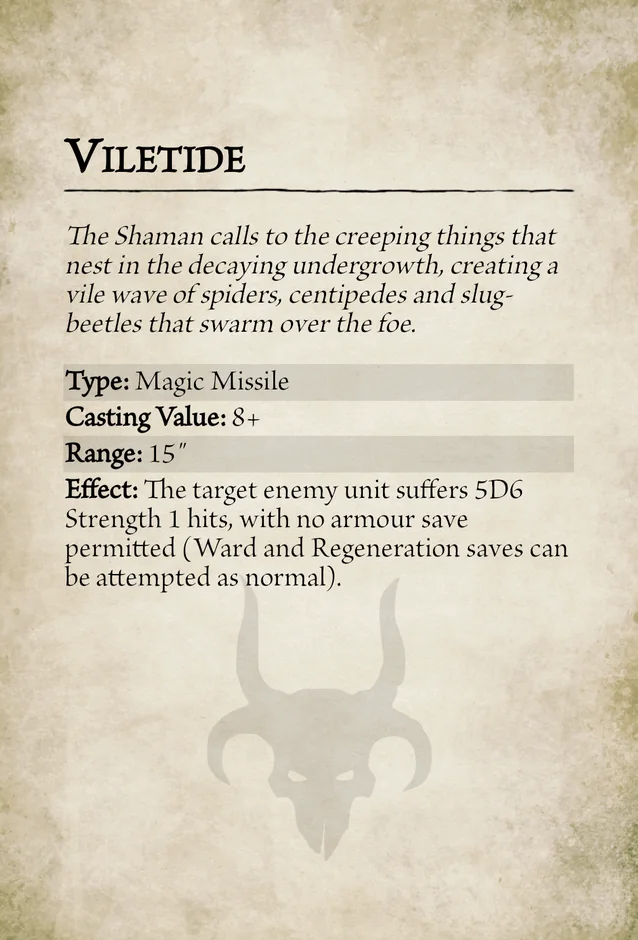 VILETIDE
The Shaman calls to the creeping things that
nest in the decaying undergrowth, creating a
vile wave of spiders, centipedes and slug-
beetles that swarm over the foe.
Type: Magic Missile
Casting Value: 8+
Range: 15"
Effect: The target enemy unit suffers 5D6
Strength 1 hits, with no armour save
permitted (Ward and Regeneration saves can
be attempted as normal).